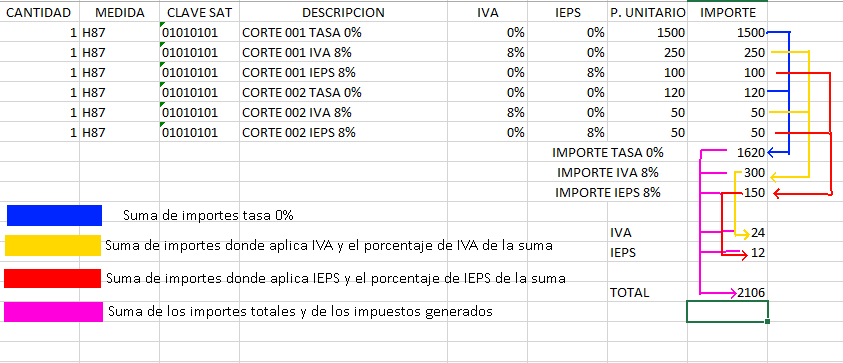 CANTIDAD MEDIDA CLAVE SAT DESCRIPCION IVA IEPS P. UNITARIO IMPORTE
1 H87 01010101 CORTE 001 TASA 0% 0% 0% 1500 1500
1 H87 01010101 CORTE 001 IVA 8% 8% 0% 250 250
1 H87 01010101 CORTE 001 IEPS 8% 0% 8% 100 100
1 H87 01010101 CORTE 002 TASA 0% 0% 0% 120 120
1 H87 01010101 CORTE 002 IVA 8% 8% 0% 50 50
1 H87 01010101 CORTE 002 IEPS 8% 0% 8% 50 50
IMPORTE TASA 0% 1620
IMPORTE IVA 8% 300
IMPORTE IEPS 8% 150
Suma de importes tasa 0%
IVA 24
Suma de importes donde aplica IVA y el porcentaje de IVA de la suma
IEPS 12
Suma de importes donde aplica IEPS y el porcentaje de IEPS de la suma
TOTAL 2106
Suma de los importes totales y de los impuestos generados